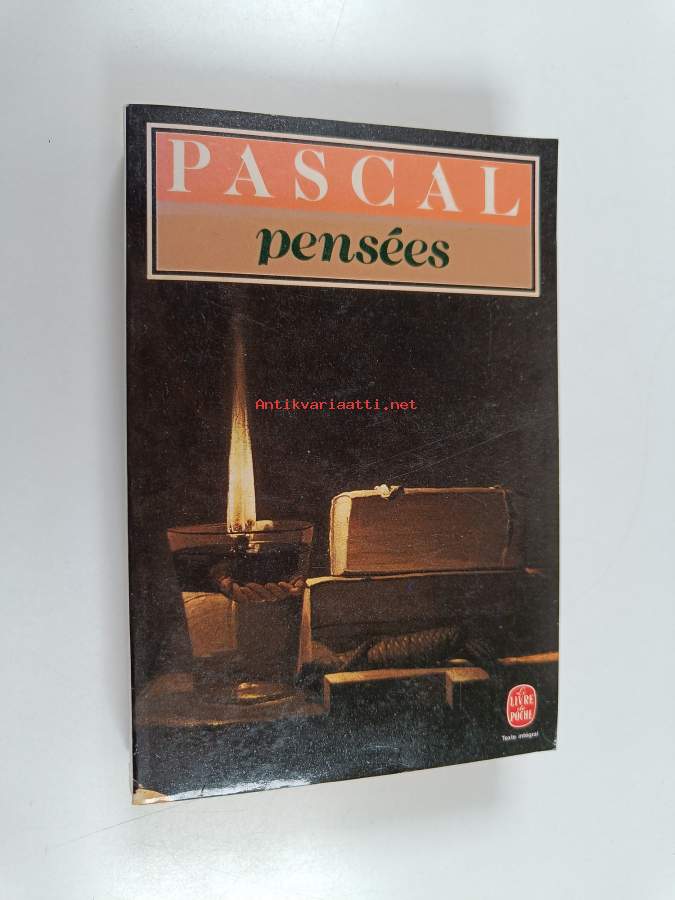 PASCAL
pensées
Antikvariaatti.net
Le
LIVRE
de
POCHE
Texte intégral